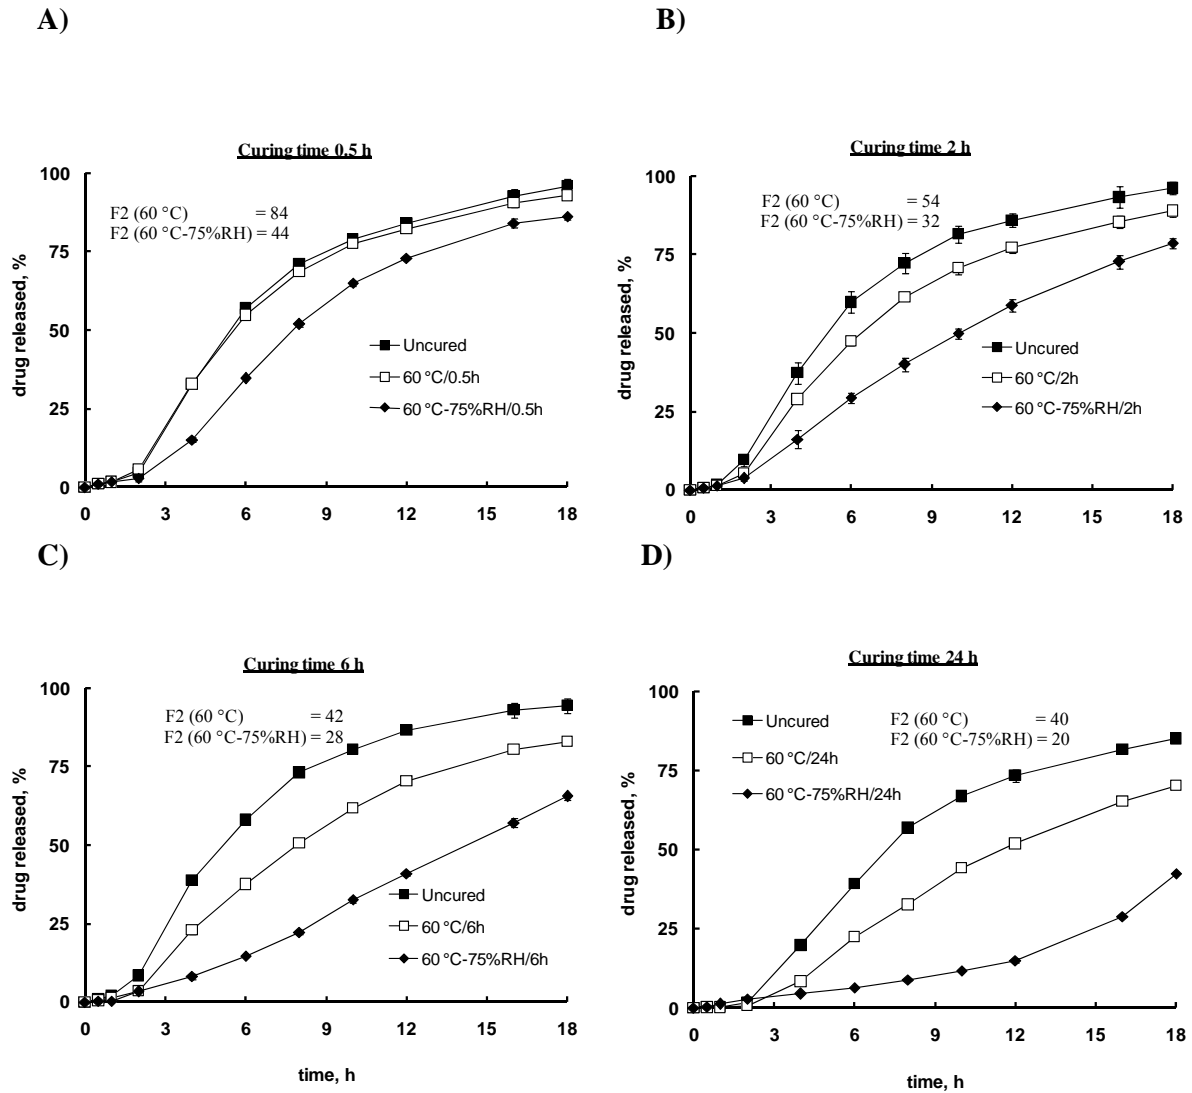 A)
B)
Curing time 0.5 h
Curing time 2 h
100
75
50
25
0
drug released, %
F2 (60 °C) = 84
F2 (60 °C-75%RH) = 44
Uncured
60 °C/0.5h
60 °C-75%RH/0.5h
0 3 6 9 12 15 18
100
75
50
25
0
drug released, %
F2 (60 °C) = 54
F2 (60 °C-75%RH) = 32
Uncured
60 °C/2h
60 °C-75%RH/2h
0 3 6 9 12 15 18
C)
D)
Curing time 6 h
Curing time 24 h
100
75
50
25
0
drug released, %
F2 (60 °C) = 42
F2 (60 °C-75%RH) = 28
Uncured
60 °C/6h
60 °C-75%RH/6h
0 3 6 9 12 15 18
time, h
100
75
50
25
0
drug released, %
Uncured
60 °C/24h
60 °C-75%RH/24h
F2 (60 °C) = 40
F2 (60 °C-75%RH) = 20
0 3 6 9 12 15 18
time, h